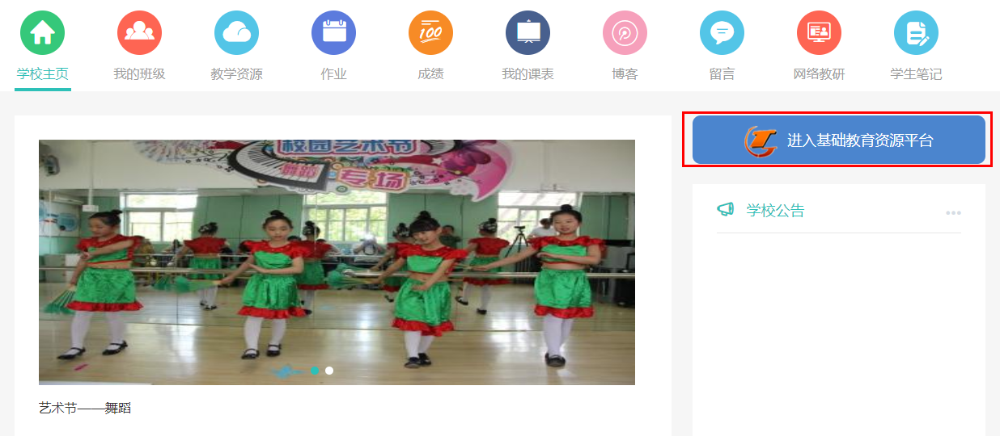 100
学校主页 我的班级 教学资源 作业 成绩 我的课表 博客 留言 网络教研 学生笔记
校园艺术节
舞蹈 专场
进入基础教育资源平台
学校公告
艺术节——舞蹈